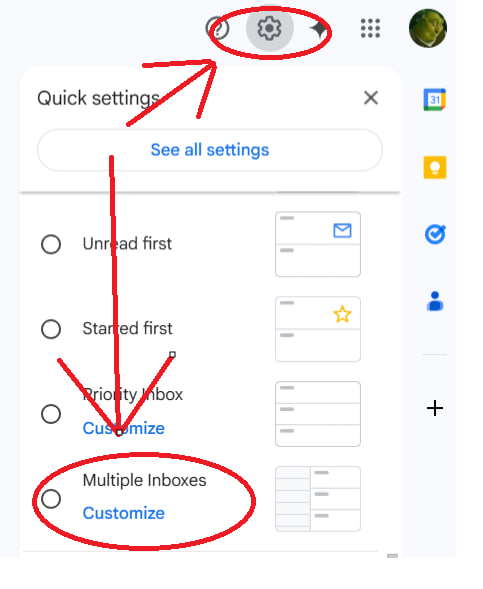 Quick settings
See all settings
31
Unread first
Starred first
Priority Inbox
Customize
Multiple Inboxes
Customize